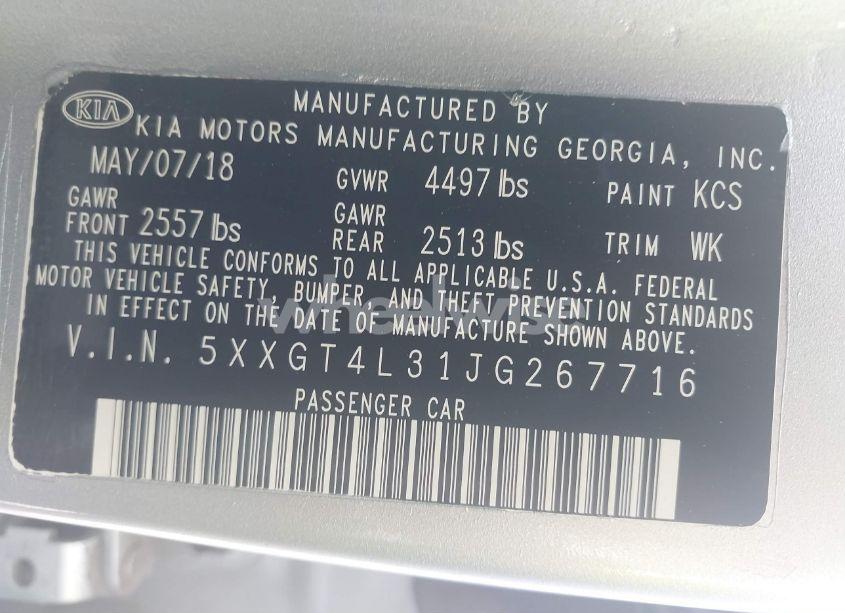 KIA
MANUFACTURED BY
KIA MOTORS MANUFACTURING GEORGIA, INC.
MAY/07/18 GVWR 4497 lbs PAINT KCS
GAWR FRONT 2557 lbs GAWR REAR 2513 lbs TRIM WK
THIS VEHICLE CONFORMS TO ALL APPLICABLE U.S.A. FEDERAL
MOTOR VEHICLE SAFETY, BUMPER, AND THEFT PREVENTION STANDARDS
IN EFFECT ON THE DATE OF MANUFACTURE SHOWN ABOVE.
wheelwise
V.I.N. 5XXGT4L31JG267716
PASSENGER CAR